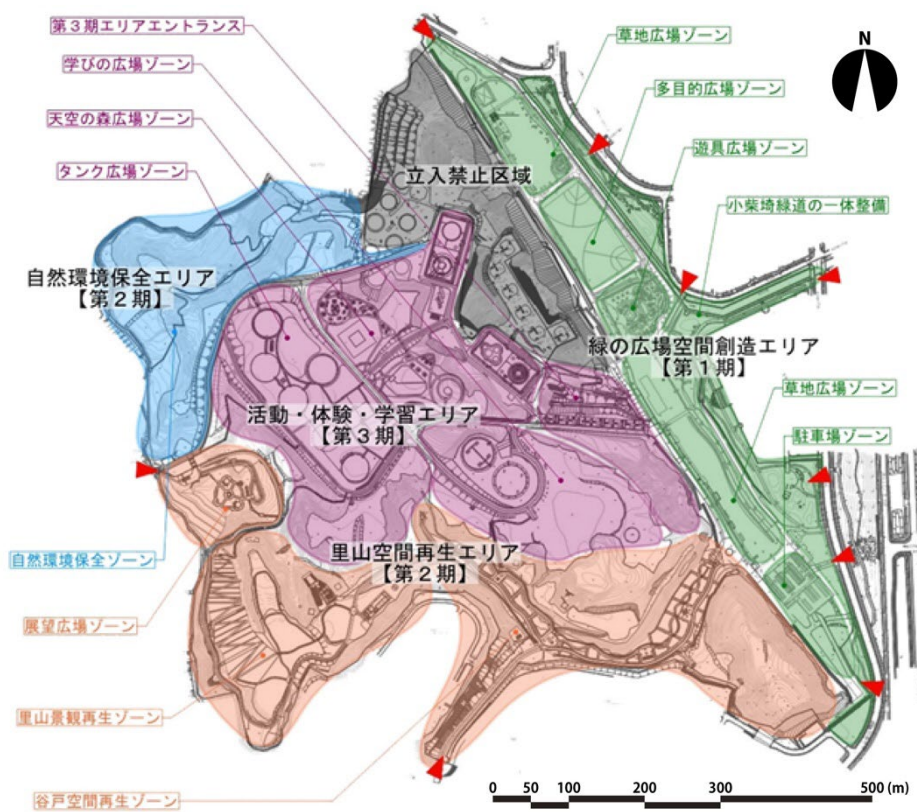 第３期エリアエントランス
学びの広場ゾーン
天空の森広場ゾーン
タンク広場ゾーン
草地広場ゾーン
多目的広場ゾーン
遊具広場ゾーン
小柴埼緑道の一体整備
N
立入禁止区域
自然環境保全エリア
【第２期】
緑の広場空間創造エリア
【第１期】
活動・体験・学習エリア
【第３期】
草地広場ゾーン
駐車場ゾーン
里山空間再生エリア
【第２期】
自然環境保全ゾーン
展望広場ゾーン
里山景観再生ゾーン
谷戸空間再生ゾーン
0 50 100 200 300 500 (m)